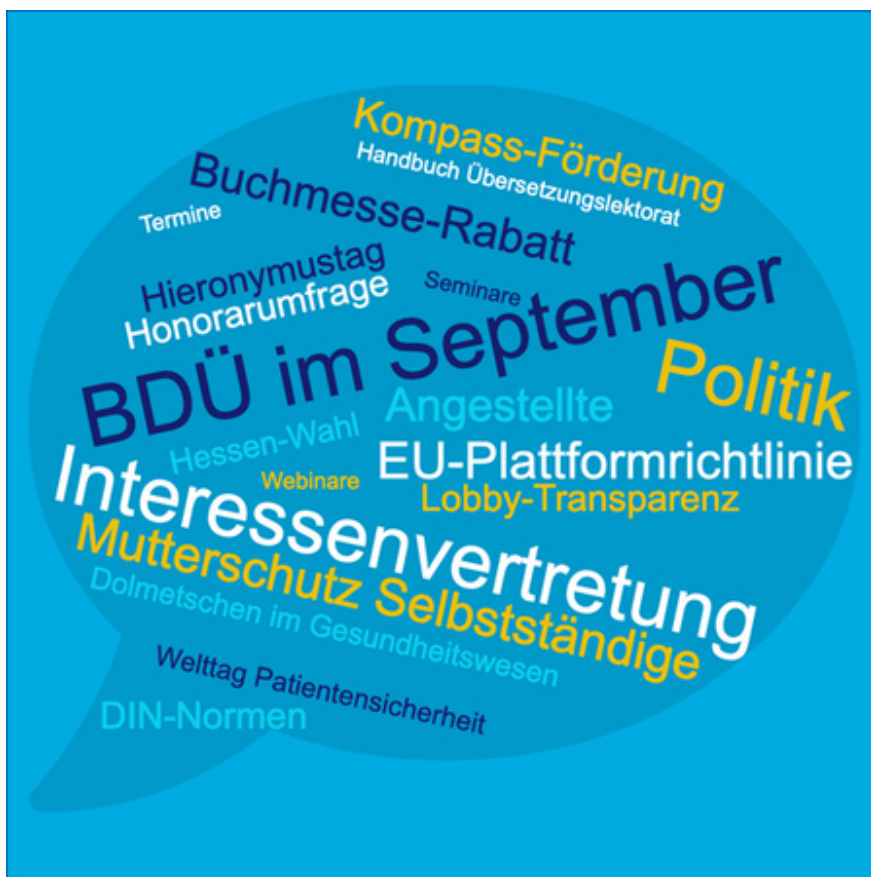 Kompass-Förderung
Handbuch Übersetzungslektorat
Buchmesse-Rabatt
Termine
Hieronymustag
Seminare
Honorarumfrage
BDÜ im September
Politik
Angestellte
Hessen-Wahl
EU-Plattformrichtlinie
Webinare
Lobby-Transparenz
Interessenvertretung
Mutterschutz Selbstständige
Dolmetschen im Gesundheitswesen
Welttag Patientensicherheit
DIN-Normen